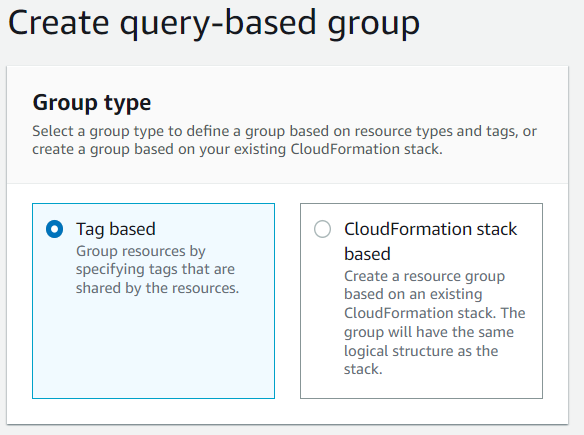 Create query-based group
Group type
Select a group type to define a group based on resource types and tags, or
create a group based on your existing CloudFormation stack.
Tag based
Group resources by
specifying tags that are
shared by the resources.
CloudFormation stack
based
Create a resource group
based on an existing
CloudFormation stack. The
group will have the same
logical structure as the
stack.